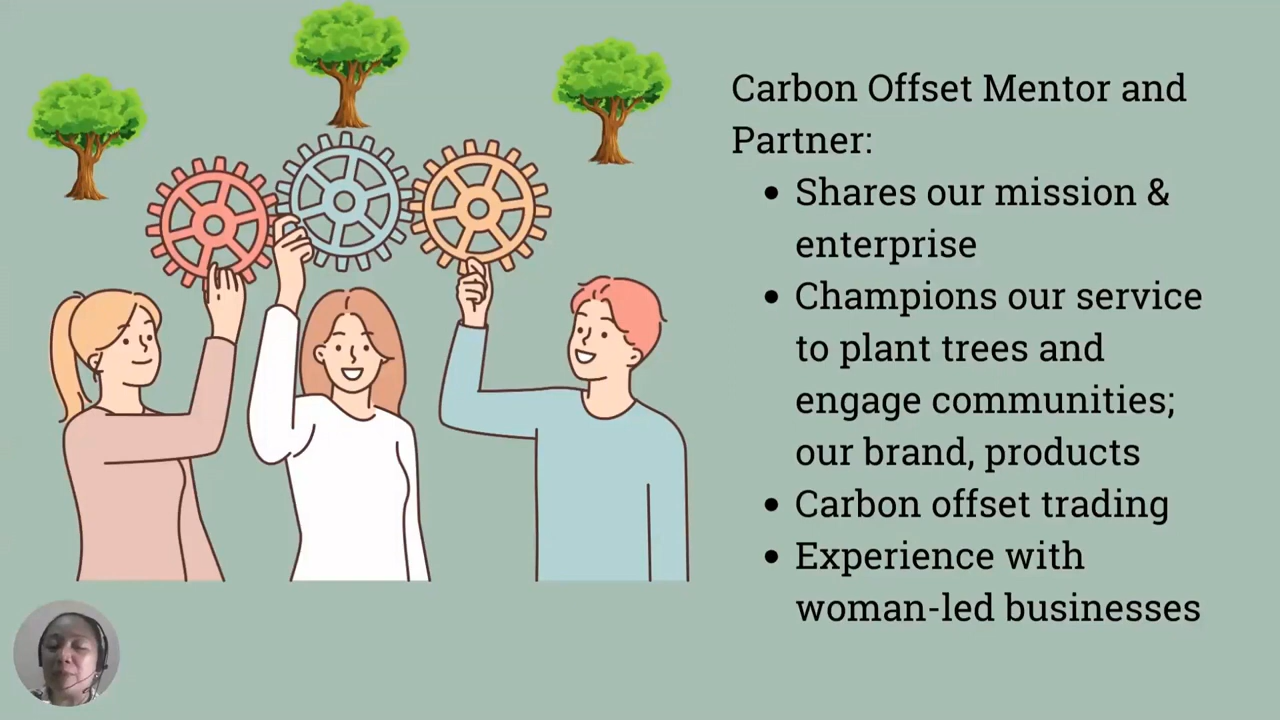 Carbon Offset Mentor and
Partner:
• Shares our mission &
enterprise
• Champions our service
to plant trees and
engage communities;
our brand, products
• Carbon offset trading
• Experience with
woman-led businesses